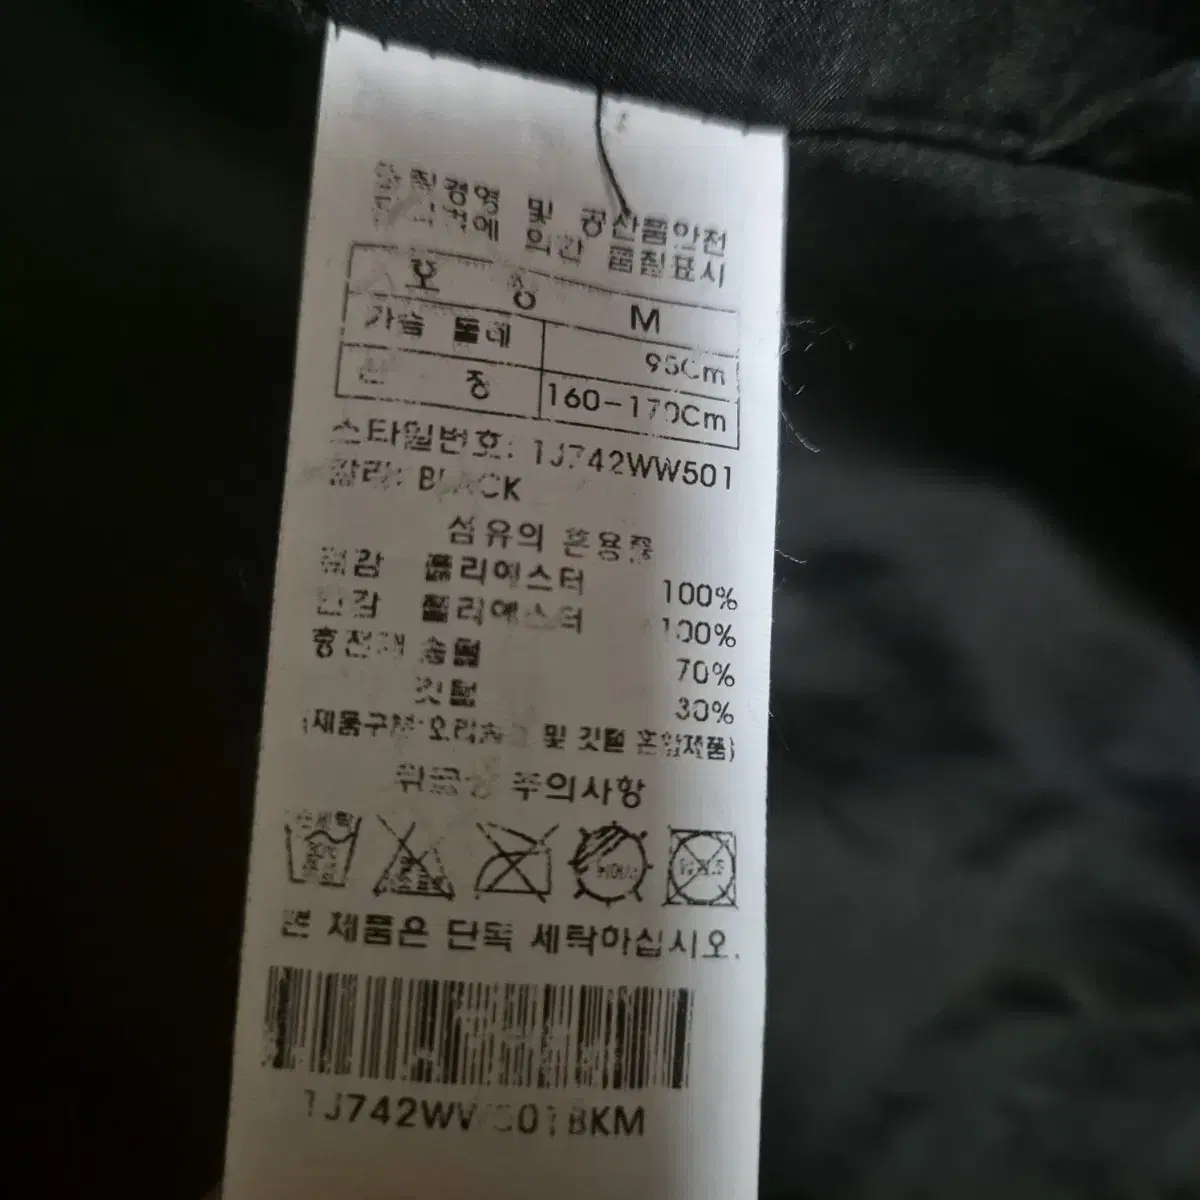 품질경영 및 공산품안전
의한 품질표시
호 칭 M
가슴 둘레 95Cm
신 장 160-170Cm
스타일번호: 1J742WW501
칼라: BLACK
섬유의 혼용률
겉감 폴리에스터 100%
안감 폴리에스터 100%
충전재 솜털 70%
깃털 30%
(제품구분: 오리솜털 및 깃털 혼합제품)
취급상 주의사항
손세탁
본 제품은 단독 세탁하십시오.
1J742WW501BKM